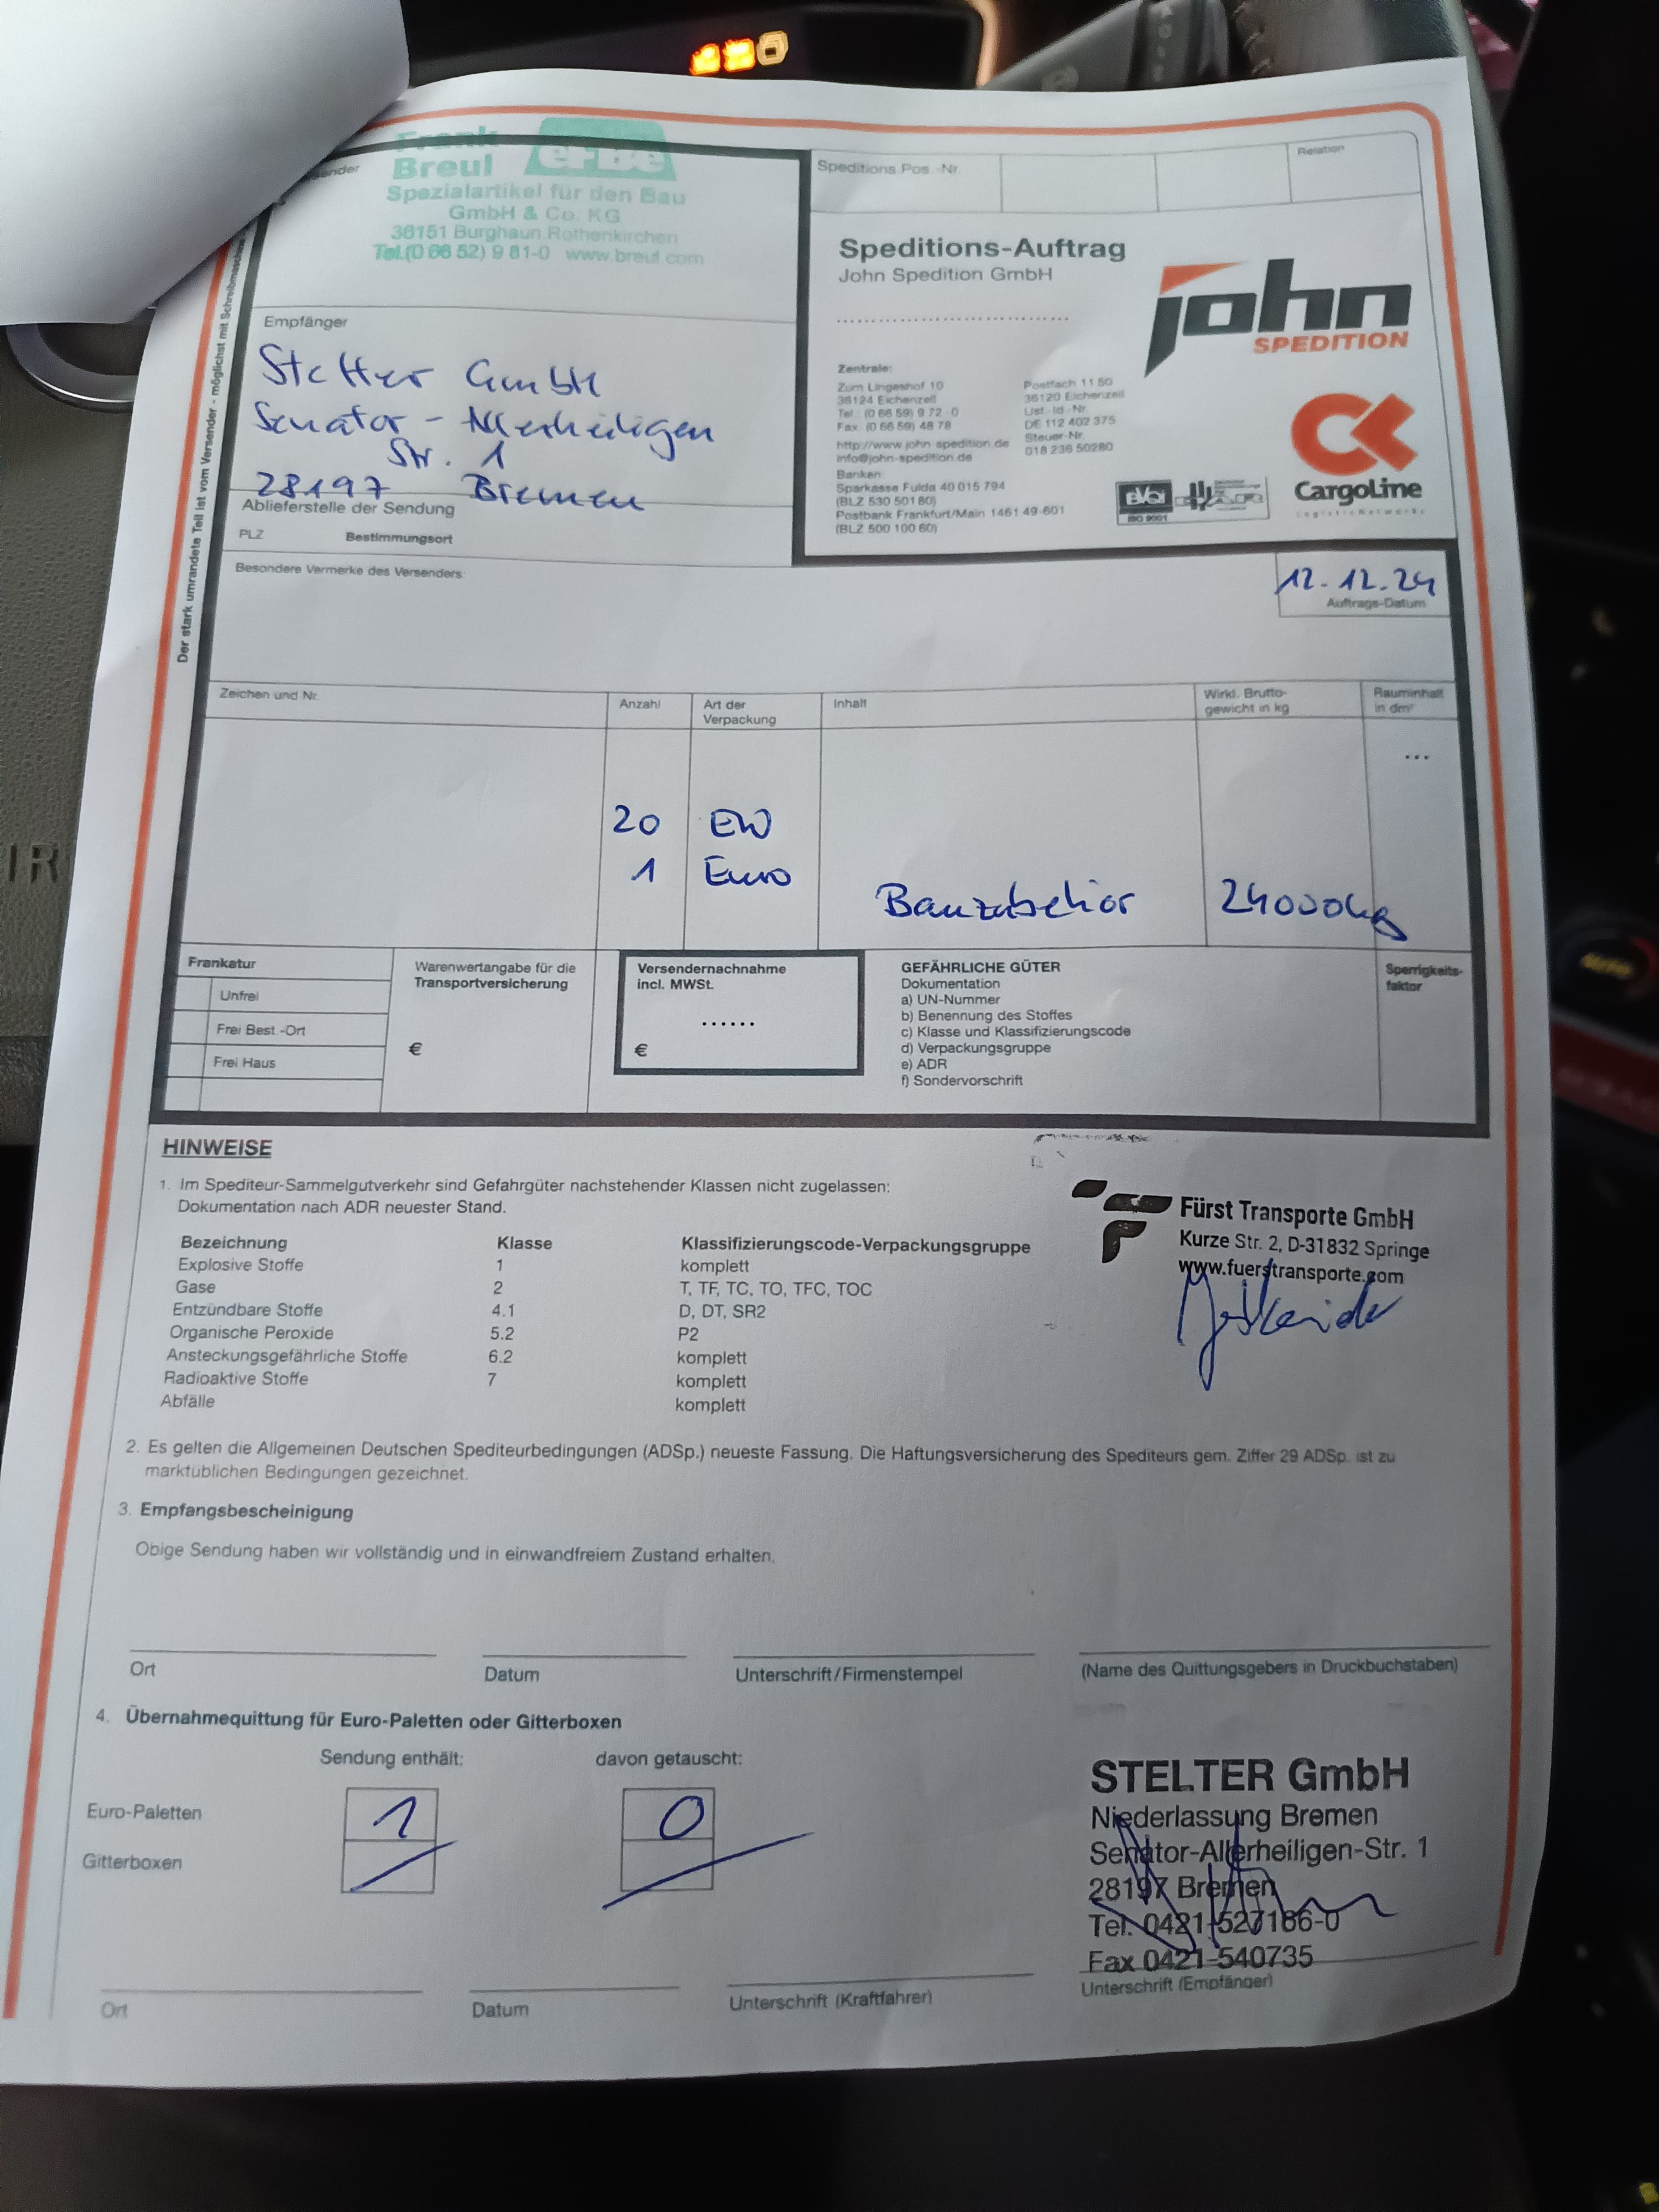 Frank
Breul
efbe
Spezialartikel für den Bau
GmbH & Co. KG
36151 Burghaun Rothenkirchen
Tel.(0 66 52) 9 81-0 www.breul.com
Speditions.Pos.-Nr.
Relation
Speditions-Auftrag
John Spedition GmbH
john
SPEDITION
Empfänger
Stelter GmbH
Senator-Allerheiligen
Str. 1
28197 Bremen
Ablieferstelle der Sendung
PLZ Bestimmungsort
Zentrale:
Zum Lingeshof 10
36124 Eichenzell
Tel.: (0 66 59) 9 72-0
Fax: (0 66 59) 48 78
http://www.john-spedition.de
info@john-spedition.de
Banken:
Sparkasse Fulda 40 015 794
(BLZ 530 501 80)
Postbank Frankfurt/Main 1461 49-601
(BLZ 500 100 60)
Postfach 11 50
36120 Eichenzell
Ust.-Id.-Nr.
DE 112 402 375
Steuer-Nr.
018 236 50280
ISO 9001
CargoLine
LogisticNetworks
Der stark umrandete Teil ist vom Versender - möglichst mit Schreibmaschine
Besondere Vermerke des Versenders:
12.12.24
Auftrags-Datum
Zeichen und Nr.
Anzahl
Art der
Verpackung
Inhalt
Wirkl. Brutto-
gewicht in kg
Rauminhalt
in dm³
20 EW
1 Euro
Bauzubehör 24000kg
Frankatur
Unfrei
Frei Best.-Ort
Frei Haus
Warenwertangabe für die
Transportversicherung
€
Versendernachnahme
incl. MWSt.
€
GEFÄHRLICHE GÜTER
Dokumentation
a) UN-Nummer
b) Benennung des Stoffes
c) Klasse und Klassifizierungscode
d) Verpackungsgruppe
e) ADR
f) Sondervorschrift
Sperrigkeits-
faktor
HINWEISE
1. Im Spediteur-Sammelgutverkehr sind Gefahrgüter nachstehender Klassen nicht zugelassen:
Dokumentation nach ADR neuester Stand.
Bezeichnung Klasse Klassifizierungscode-Verpackungsgruppe
Explosive Stoffe 1 komplett
Gase 2 T, TF, TC, TO, TFC, TOC
Entzündbare Stoffe 4.1 D, DT, SR2
Organische Peroxide 5.2 P2
Ansteckungsgefährliche Stoffe 6.2 komplett
Radioaktive Stoffe 7 komplett
Abfälle komplett
Fürst Transporte GmbH
Kurze Str. 2, D-31832 Springe
www.fuerstransporte.com
2. Es gelten die Allgemeinen Deutschen Spediteurbedingungen (ADSp.) neueste Fassung. Die Haftungsversicherung des Spediteurs gem. Ziffer 29 ADSp. ist zu
marktüblichen Bedingungen gezeichnet.
3. Empfangsbescheinigung
Obige Sendung haben wir vollständig und in einwandfreiem Zustand erhalten.
Ort Datum Unterschrift/Firmenstempel (Name des Quittungsgebers in Druckbuchstaben)
4. Übernahmequittung für Euro-Paletten oder Gitterboxen
Sendung enthält: davon getauscht:
Euro-Paletten 1 0
Gitterboxen
STELTER GmbH
Niederlassung Bremen
Senator-Allerheiligen-Str. 1
28197 Bremen
Tel. 0421-527186-0
Fax 0421-540735
Ort Datum Unterschrift (Kraftfahrer) Unterschrift (Empfänger)